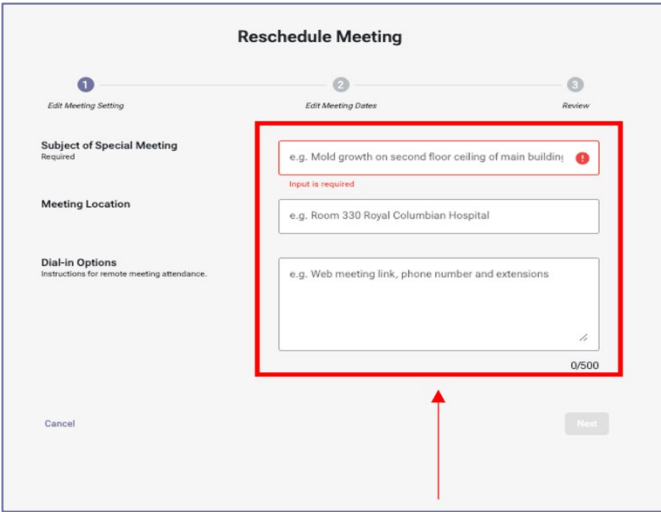 Reschedule Meeting
1
2
3
Edit Meeting Setting
Edit Meeting Dates
Review
Subject of Special Meeting
Required
e.g. Mold growth on second floor ceiling of main building
Input is required
Meeting Location
e.g. Room 330 Royal Columbian Hospital
Dial-in Options
Instructions for remote meeting attendance.
e.g. Web meeting link, phone number and extensions
0/500
Cancel
Next